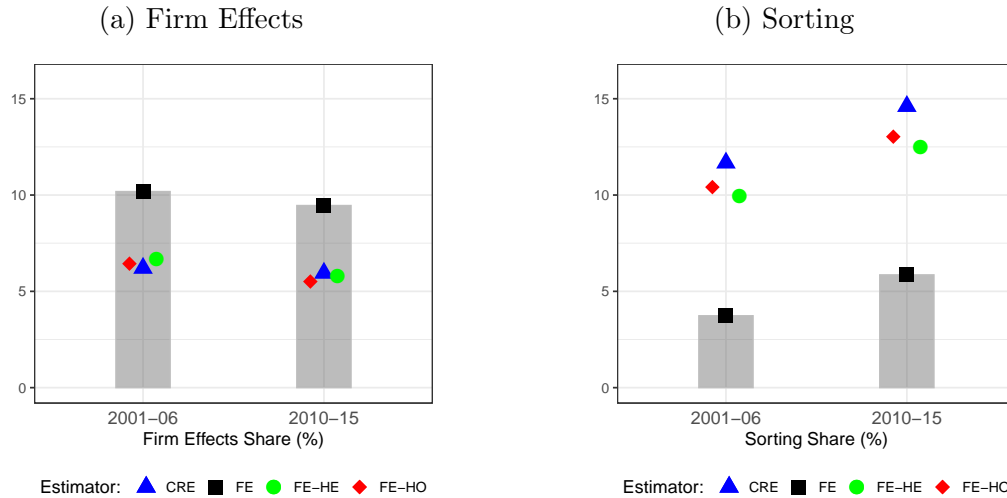 (a) Firm Effects
15
10
5
0
2001−06 2010−15
Firm Effects Share (%)
Estimator: CRE FE FE−HE FE−HO
(b) Sorting
15
10
5
0
2001−06 2010−15
Sorting Share (%)
Estimator: CRE FE FE−HE FE−HO